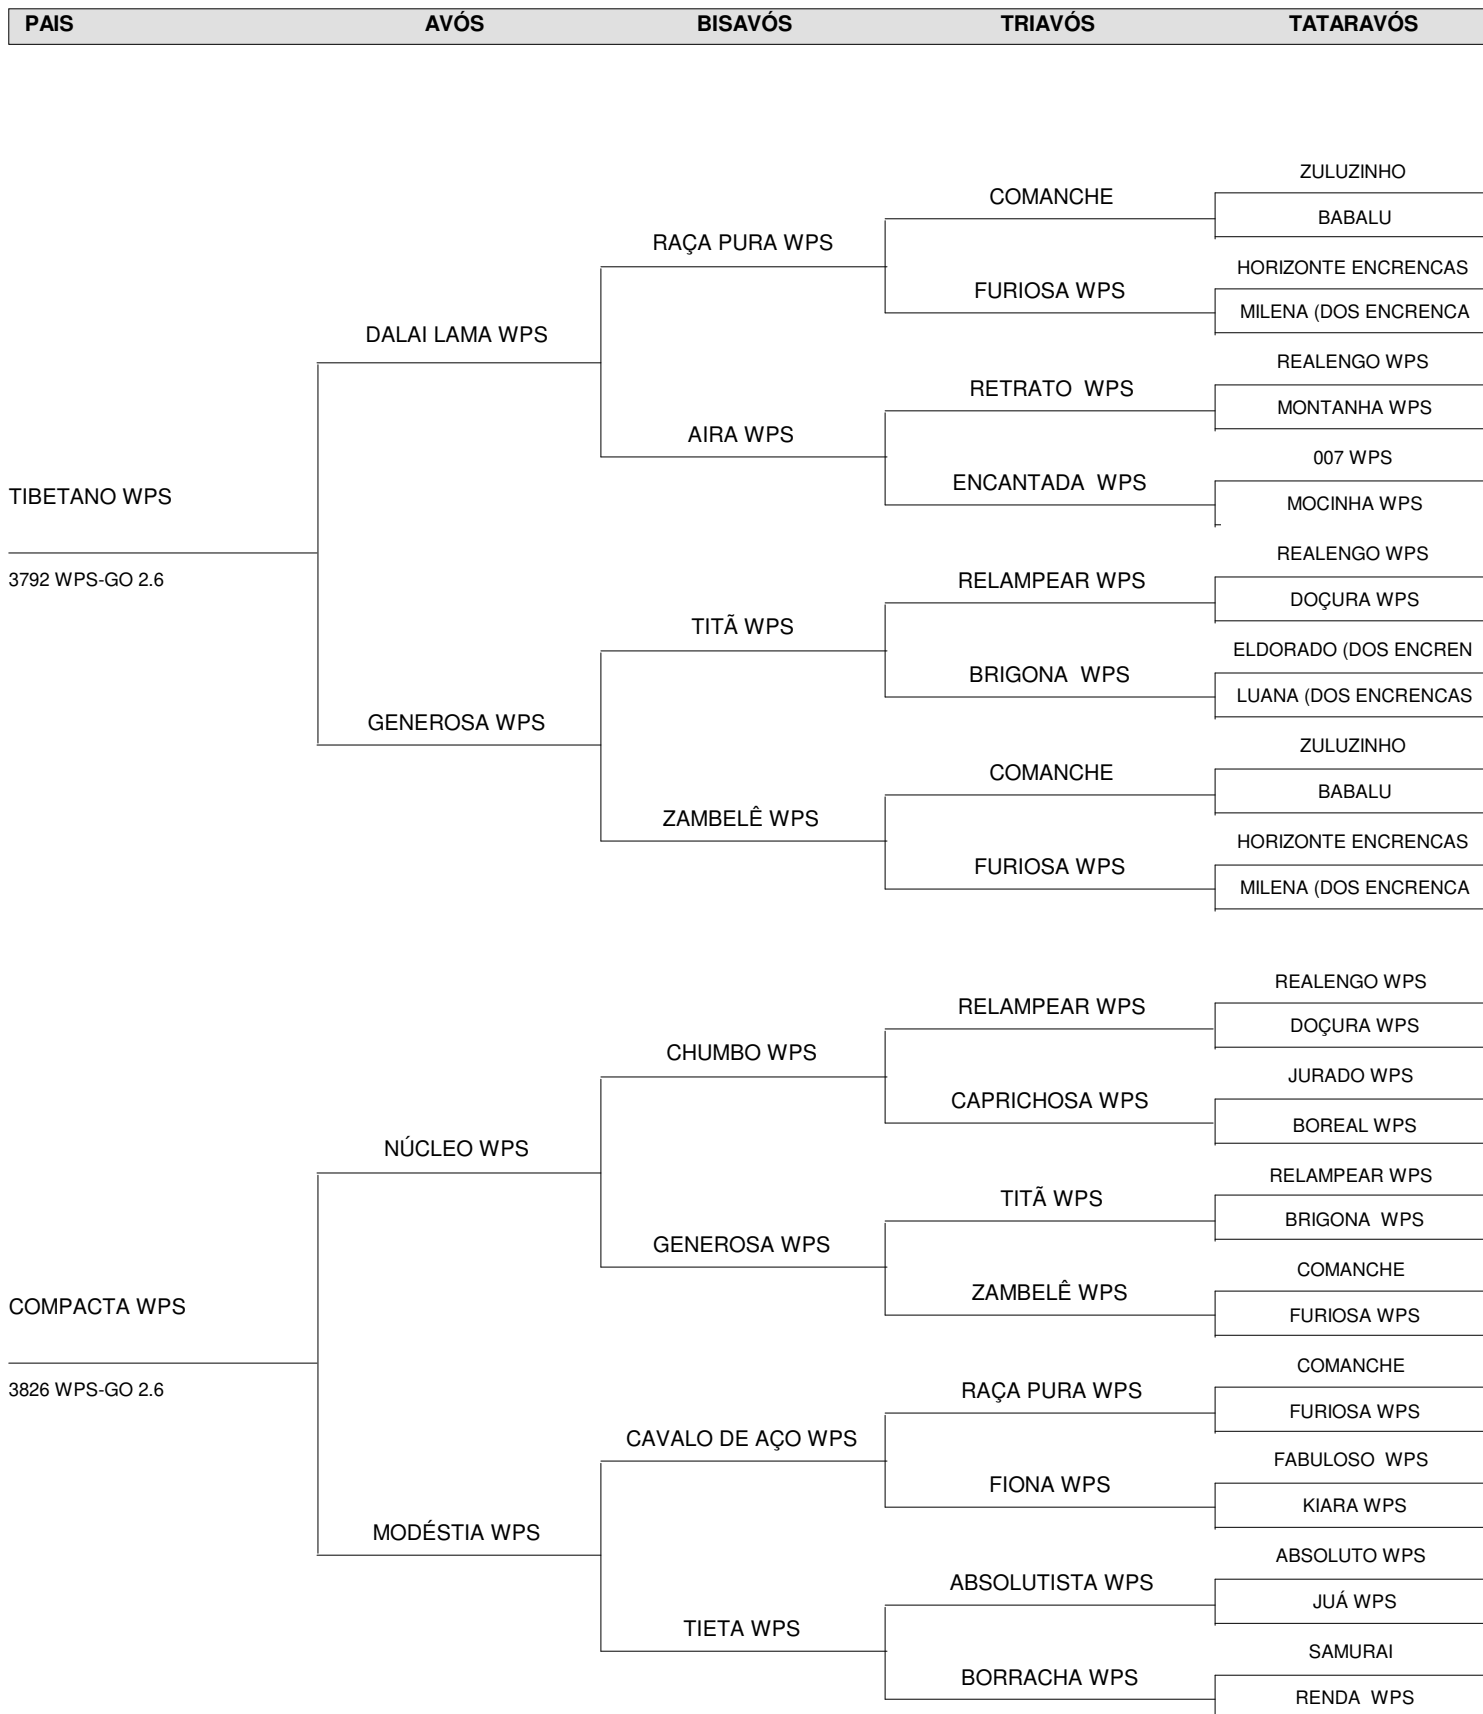 PAIS AVÓS BISAVÓS TRIAVÓS TATARAVÓS
ZULUZINHO
COMANCHE
BABALU
RAÇA PURA WPS
HORIZONTE ENCRENCAS
FURIOSA WPS
MILENA (DOS ENCRENCA
DALAI LAMA WPS
REALENGO WPS
RETRATO WPS
MONTANHA WPS
AIRA WPS
007 WPS
ENCANTADA WPS
MOCINHA WPS
TIBETANO WPS
REALENGO WPS
3792 WPS-GO 2.6
RELAMPEAR WPS
DOÇURA WPS
TITÃ WPS
ELDORADO (DOS ENCREN
BRIGONA WPS
LUANA (DOS ENCRENCAS
GENEROSA WPS
ZULUZINHO
COMANCHE
BABALU
ZAMBELÊ WPS
HORIZONTE ENCRENCAS
FURIOSA WPS
MILENA (DOS ENCRENCA
REALENGO WPS
RELAMPEAR WPS
DOÇURA WPS
CHUMBO WPS
JURADO WPS
CAPRICHOSA WPS
BOREAL WPS
NÚCLEO WPS
RELAMPEAR WPS
TITÃ WPS
BRIGONA WPS
GENEROSA WPS
COMANCHE
ZAMBELÊ WPS
FURIOSA WPS
COMPACTA WPS
COMANCHE
3826 WPS-GO 2.6
RAÇA PURA WPS
FURIOSA WPS
CAVALO DE AÇO WPS
FABULOSO WPS
FIONA WPS
KIARA WPS
MODÉSTIA WPS
ABSOLUTO WPS
ABSOLUTISTA WPS
JUÁ WPS
TIETA WPS
SAMURAI
BORRACHA WPS
RENDA WPS